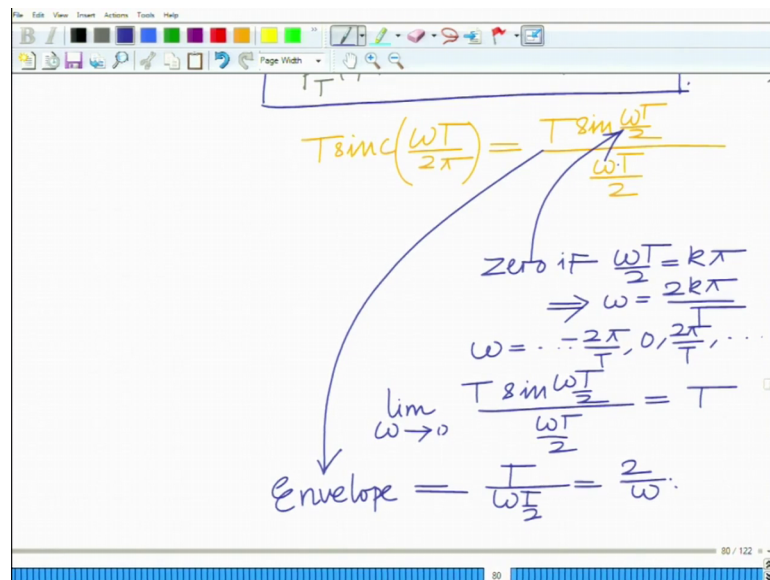 File Edit View Insert Actions Tools Help
B I
Page Width
T sinc(ωT/2π) = T sin ωT/2 / ωT/2
Zero if ωT/2 = kπ
⇒ ω = 2kπ/T
ω = ... -2π/T, 0, 2π/T, ...
lim ω→0 T sin ωT/2 / ωT/2 = T
Envelope = T / ωT/2 = 2/ω.
80 / 122
80